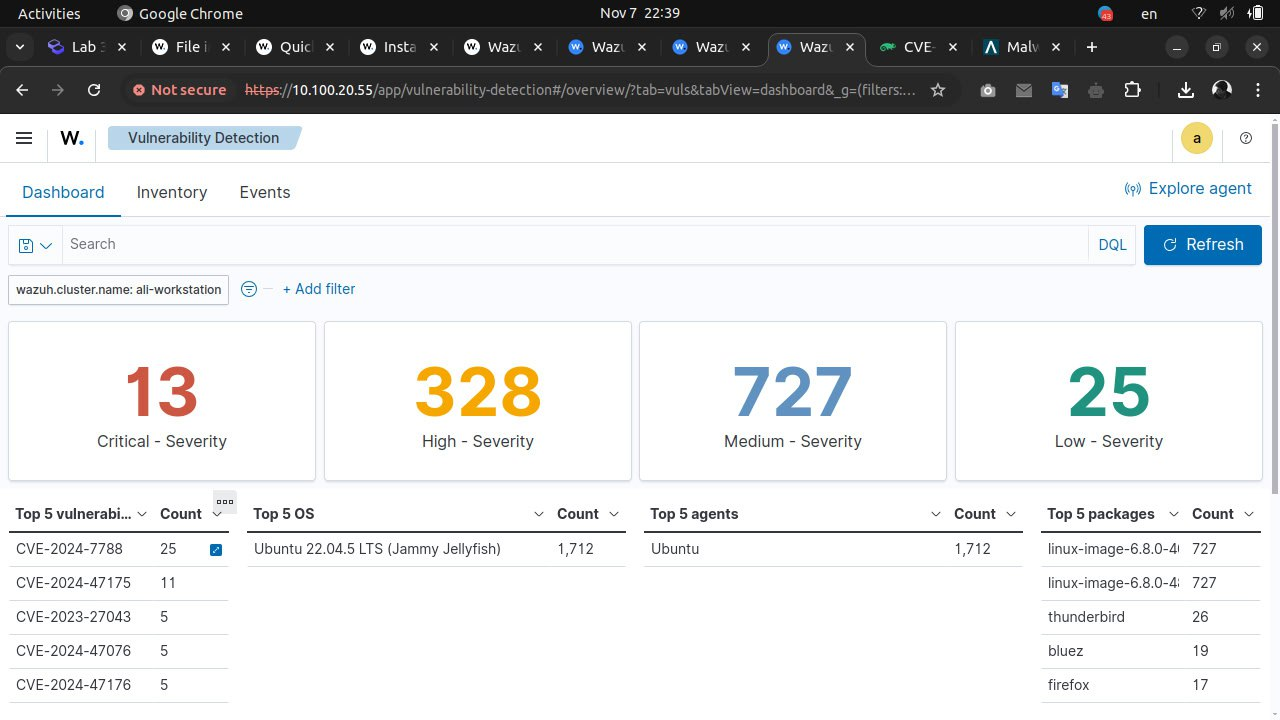 Activities Google Chrome Nov 7 22:39 43 en
Lab 3 File i Quic Insta Wazu Wazu Wazu Wazu CVE- Malw
Not secure https://10.100.20.55/app/vulnerability-detection#/overview/?tab=vuls&tabView=dashboard&_g=(filters:...
W. Vulnerability Detection a
Dashboard Inventory Events Explore agent
Search DQL Refresh
wazuh.cluster.name: ali-workstation + Add filter
13 328 727 25
Critical - Severity High - Severity Medium - Severity Low - Severity
Top 5 vulnerabi... Count Top 5 OS Count Top 5 agents Count Top 5 packages Count
CVE-2024-7788 25 Ubuntu 22.04.5 LTS (Jammy Jellyfish) 1,712 Ubuntu 1,712 linux-image-6.8.0-4 727
CVE-2024-47175 11 linux-image-6.8.0-4 727
CVE-2023-27043 5 thunderbird 26
CVE-2024-47076 5 bluez 19
CVE-2024-47176 5 firefox 17